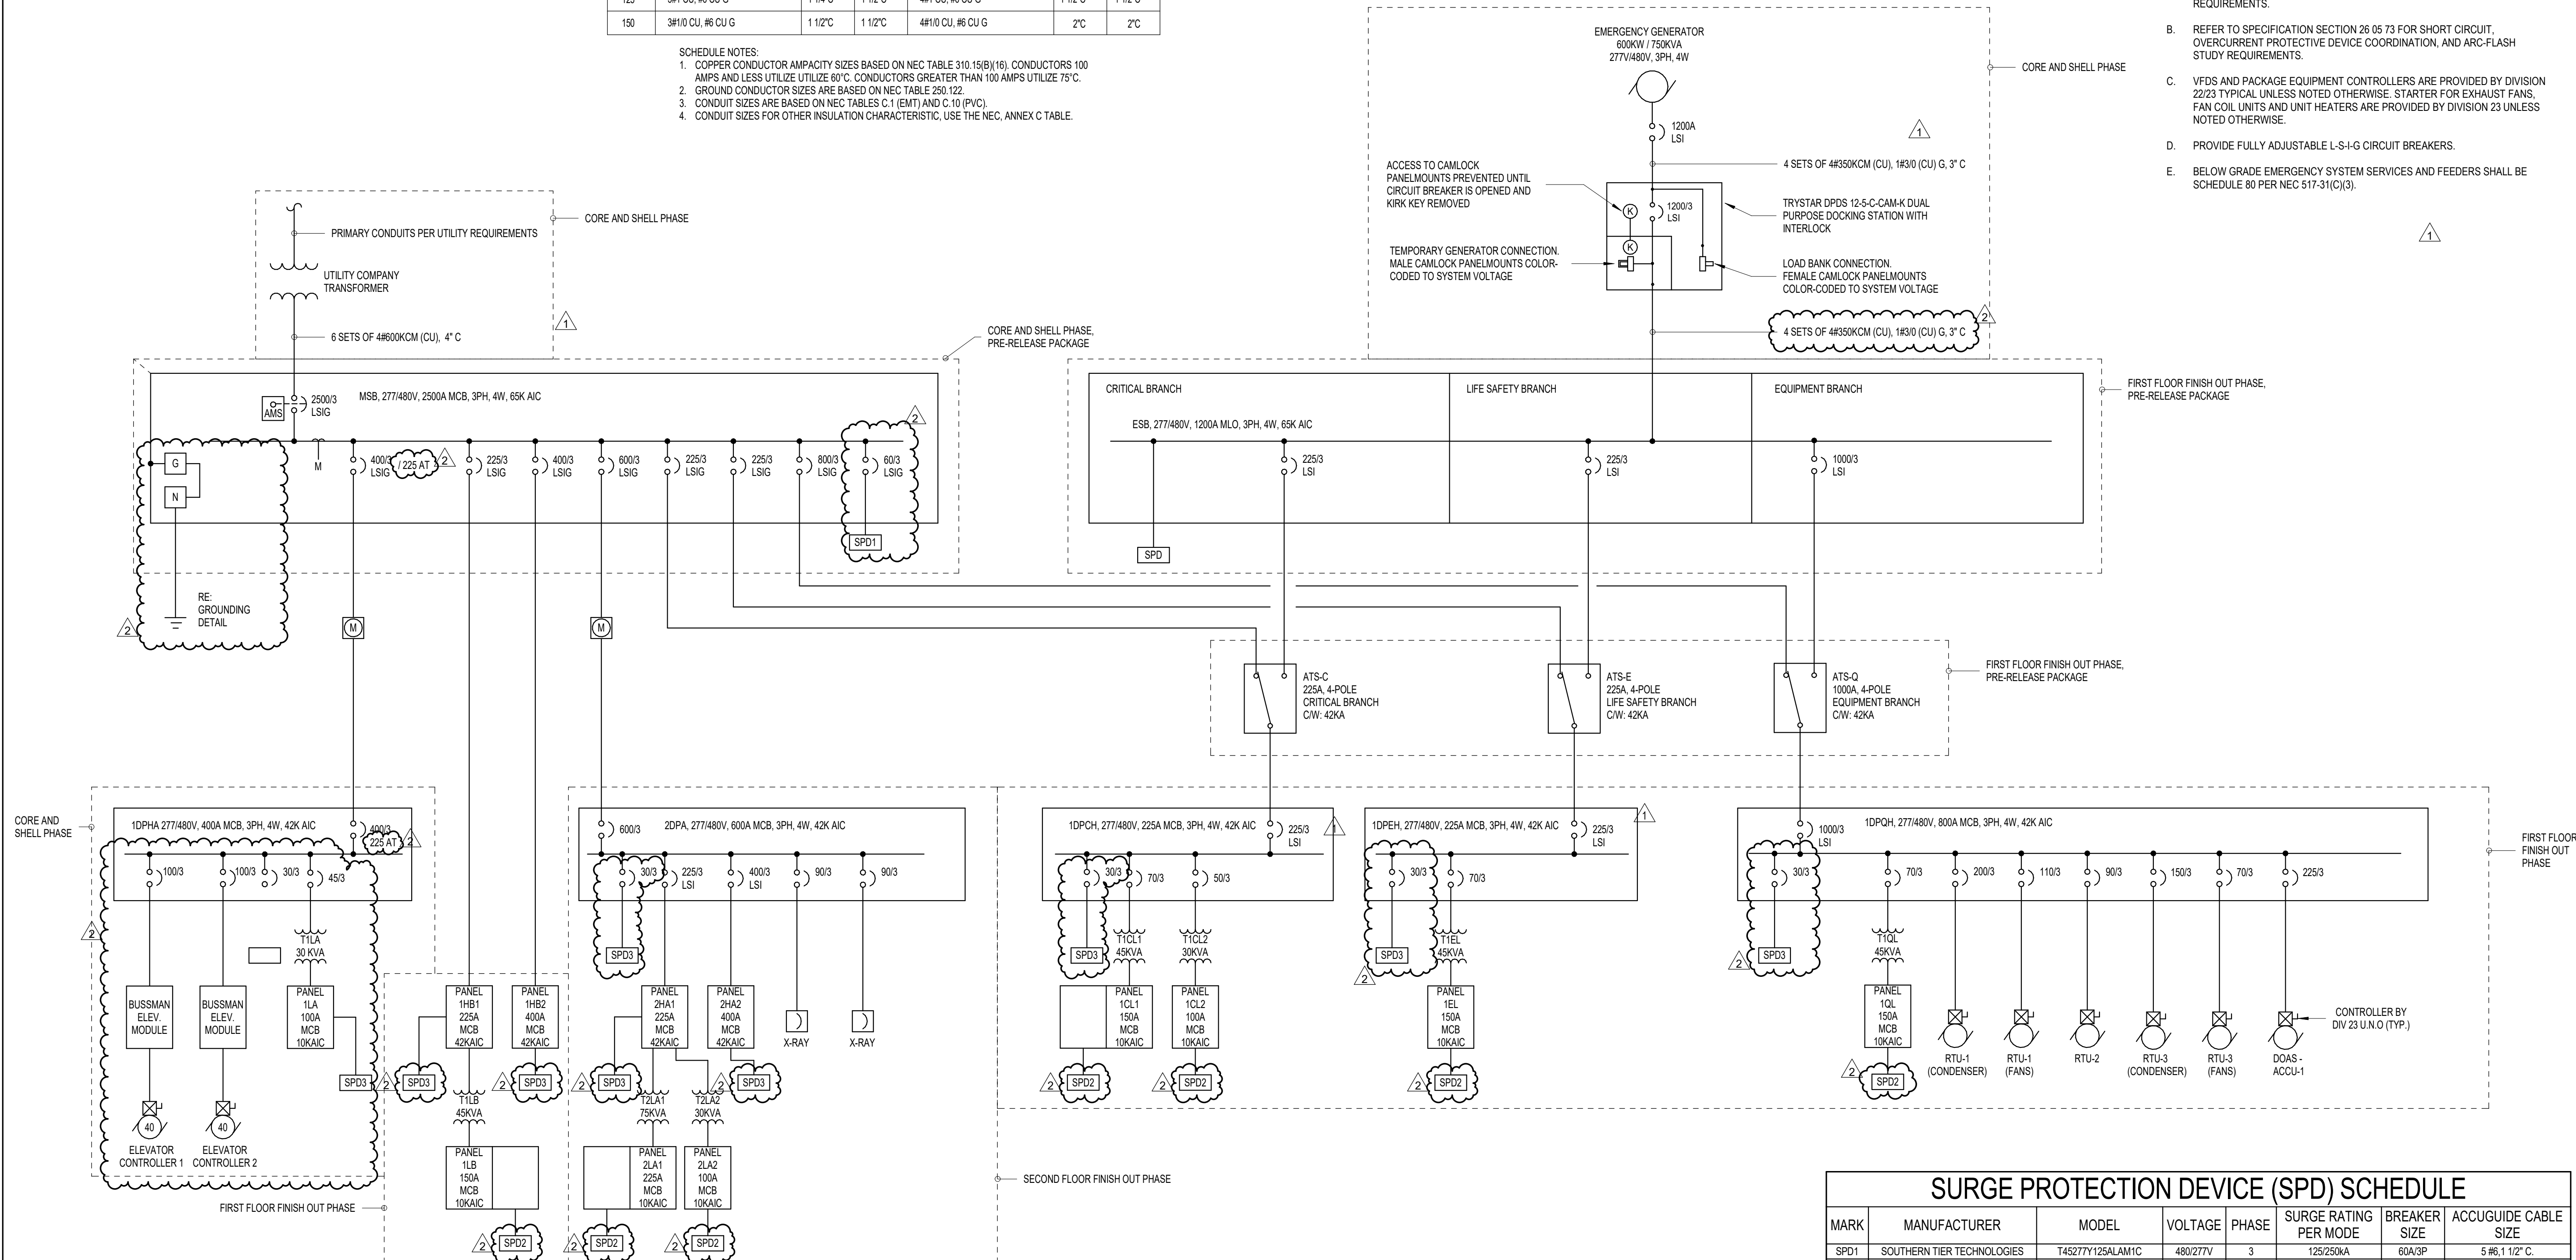 150 3#1/0 CU, #6 CU G 1 1/2"C 1 1/2"C 4#1/0 CU, #6 CU G 2"C 2"C
SCHEDULE NOTES:
1. COPPER CONDUCTOR AMPACITY SIZES BASED ON NEC TABLE 310.15(B)(16). CONDUCTORS 100
AMPS AND LESS UTILIZE UTILIZE 60°C. CONDUCTORS GREATER THAN 100 AMPS UTILIZE 75°C.
2. GROUND CONDUCTOR SIZES ARE BASED ON NEC TABLE 250.122.
3. CONDUIT SIZES ARE BASED ON NEC TABLES C.1 (EMT) AND C.10 (PVC).
4. CONDUIT SIZES FOR OTHER INSULATION CHARACTERISTIC, USE THE NEC, ANNEX C TABLE.
REQUIREMENTS.
B. REFER TO SPECIFICATION SECTION 26 05 73 FOR SHORT CIRCUIT,
OVERCURRENT PROTECTIVE DEVICE COORDINATION, AND ARC-FLASH
STUDY REQUIREMENTS.
C. VFDS AND PACKAGE EQUIPMENT CONTROLLERS ARE PROVIDED BY DIVISION
22/23 TYPICAL UNLESS NOTED OTHERWISE. STARTER FOR EXHAUST FANS,
FAN COIL UNITS AND UNIT HEATERS ARE PROVIDED BY DIVISION 23 UNLESS
NOTED OTHERWISE.
D. PROVIDE FULLY ADJUSTABLE L-S-I-G CIRCUIT BREAKERS.
E. BELOW GRADE EMERGENCY SYSTEM SERVICES AND FEEDERS SHALL BE
SCHEDULE 80 PER NEC 517-31(C)(3).
1
EMERGENCY GENERATOR
600KW / 750KVA
277V/480V, 3PH, 4W
CORE AND SHELL PHASE
1200A
LSI
1
4 SETS OF 4#350KCM (CU), 1#3/0 (CU) G, 3" C
ACCESS TO CAMLOCK
PANELMOUNTS PREVENTED UNTIL
CIRCUIT BREAKER IS OPENED AND
KIRK KEY REMOVED
K
K
1200/3
LSI
TRYSTAR DPDS 12-5-C-CAM-K DUAL
PURPOSE DOCKING STATION WITH
INTERLOCK
TEMPORARY GENERATOR CONNECTION.
MALE CAMLOCK PANELMOUNTS COLOR-
CODED TO SYSTEM VOLTAGE
LOAD BANK CONNECTION.
FEMALE CAMLOCK PANELMOUNTS
COLOR-CODED TO SYSTEM VOLTAGE
2
4 SETS OF 4#350KCM (CU), 1#3/0 (CU) G, 3" C
CORE AND SHELL PHASE
PRIMARY CONDUITS PER UTILITY REQUIREMENTS
UTILITY COMPANY
TRANSFORMER
6 SETS OF 4#600KCM (CU), 4" C
1
CORE AND SHELL PHASE,
PRE-RELEASE PACKAGE
AMS
2500/3
LSIG
MSB, 277/480V, 2500A MCB, 3PH, 4W, 65K AIC
2
G
N
M
400/3
LSIG
/ 225 AT
2
225/3
LSIG
400/3
LSIG
600/3
LSIG
225/3
LSIG
225/3
LSIG
800/3
LSIG
60/3
LSIG
SPD1
RE:
GROUNDING
DETAIL
2
M
M
CRITICAL BRANCH
LIFE SAFETY BRANCH
EQUIPMENT BRANCH
ESB, 277/480V, 1200A MLO, 3PH, 4W, 65K AIC
225/3
LSI
225/3
LSI
1000/3
LSI
SPD
FIRST FLOOR FINISH OUT PHASE,
PRE-RELEASE PACKAGE
ATS-C
225A, 4-POLE
CRITICAL BRANCH
C/W: 42KA
ATS-E
225A, 4-POLE
LIFE SAFETY BRANCH
C/W: 42KA
ATS-Q
1000A, 4-POLE
EQUIPMENT BRANCH
C/W: 42KA
FIRST FLOOR FINISH OUT PHASE,
PRE-RELEASE PACKAGE
CORE AND
SHELL PHASE
1DPHA 277/480V, 400A MCB, 3PH, 4W, 42K AIC
400/3
225 AT
2
100/3
100/3
30/3
45/3
2
T1LA
30 KVA
BUSSMAN
ELEV.
MODULE
BUSSMAN
ELEV.
MODULE
PANEL
1LA
100A
MCB
10KAIC
SPD3
40
40
ELEVATOR
CONTROLLER 1
ELEVATOR
CONTROLLER 2
FIRST FLOOR FINISH OUT PHASE
PANEL
1HB1
225A
MCB
42KAIC
PANEL
1HB2
400A
MCB
42KAIC
2
SPD3
2
SPD3
T1LB
45KVA
PANEL
1LB
150A
MCB
10KAIC
2
SPD2
2DPA, 277/480V, 600A MCB, 3PH, 4W, 42K AIC
600/3
30/3
225/3
LSI
400/3
LSI
90/3
90/3
SPD3
PANEL
2HA1
225A
MCB
42KAIC
PANEL
2HA2
400A
MCB
42KAIC
X-RAY
X-RAY
2
SPD3
2
SPD3
T2LA1
75KVA
T2LA2
30KVA
PANEL
2LA1
225A
MCB
10KAIC
PANEL
2LA2
100A
MCB
10KAIC
2
SPD2
2
SPD2
SECOND FLOOR FINISH OUT PHASE
1DPCH, 277/480V, 225A MCB, 3PH, 4W, 42K AIC
225/3
LSI
1
30/3
70/3
50/3
SPD3
T1CL1
45KVA
T1CL2
30KVA
PANEL
1CL1
150A
MCB
10KAIC
PANEL
1CL2
100A
MCB
10KAIC
2
SPD2
2
SPD2
1DPEH, 277/480V, 225A MCB, 3PH, 4W, 42K AIC
225/3
LSI
1
30/3
70/3
SPD3
2
T1EL
45KVA
PANEL
1EL
150A
MCB
10KAIC
2
SPD2
1DPQH, 277/480V, 800A MCB, 3PH, 4W, 42K AIC
1000/3
LSI
30/3
70/3
200/3
110/3
90/3
150/3
70/3
225/3
SPD3
2
T1QL
45KVA
PANEL
1QL
150A
MCB
10KAIC
2
SPD2
RTU-1
(CONDENSER)
RTU-1
(FANS)
RTU-2
RTU-3
(CONDENSER)
RTU-3
(FANS)
DOAS -
ACCU-1
CONTROLLER BY
DIV 23 U.N.O (TYP.)
FIRST FLOOR
FINISH OUT
PHASE
SURGE PROTECTION DEVICE (SPD) SCHEDULE
MARK MANUFACTURER MODEL VOLTAGE PHASE SURGE RATING PER MODE BREAKER SIZE ACCUGUIDE CABLE SIZE
SPD1 SOUTHERN TIER TECHNOLOGIES T45277Y125ALAM1C 480/277V 3 125/250kA 60A/3P 5 #6,1 1/2" C.